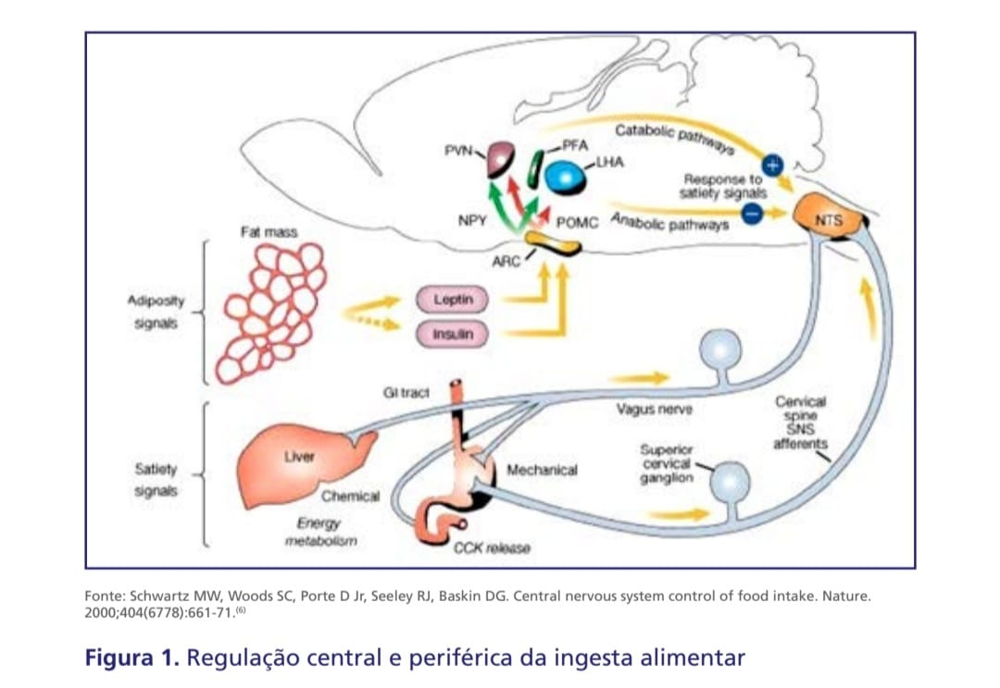 Catabolic pathways
PVN
PFA
LHA
Response to
satiety signals
NPY
POMC
Anabolic pathways
NTS
ARC
Fat mass
Adiposity
signals
Leptin
Insulin
GI tract
Vagus nerve
Cervical
spine
SNS
afferents
Liver
Satiety
signals
Chemical
Mechanical
Superior
cervical
ganglion
Energy
metabolism
CCK release
Fonte: Schwartz MW, Woods SC, Porte D Jr, Seeley RJ, Baskin DG. Central nervous system control of food intake. Nature.
2000;404(6778):661-71.(6)
Figura 1. Regulação central e periférica da ingesta alimentar